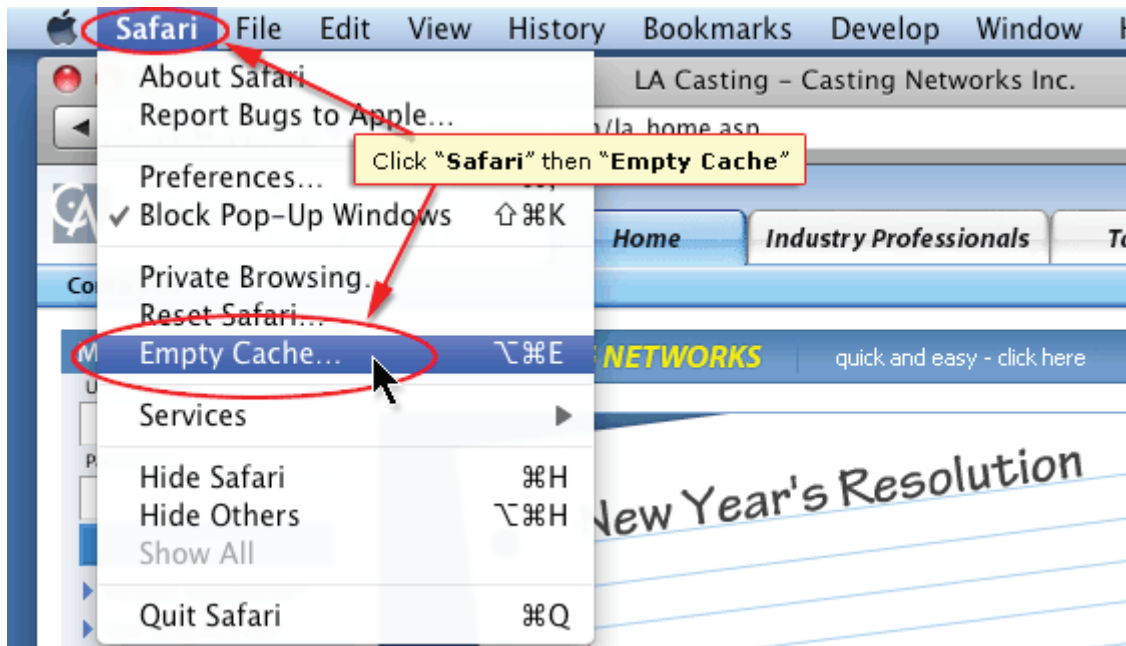 Safari File Edit View History Bookmarks Develop Window
About Safari
LA Casting – Casting Networks Inc.
Report Bugs to Apple...
/la_home.asp
Click “Safari” then “Empty Cache”
Preferences...
✓ Block Pop-Up Windows ⇧⌘K
Home Industry Professionals
Private Browsing...
Reset Safari...
Empty Cache... ⌥⌘E
NETWORKS quick and easy - click here
Services ▶
Hide Safari ⌘H
New Year's Resolution
Hide Others ⌥⌘H
Show All
Quit Safari ⌘Q